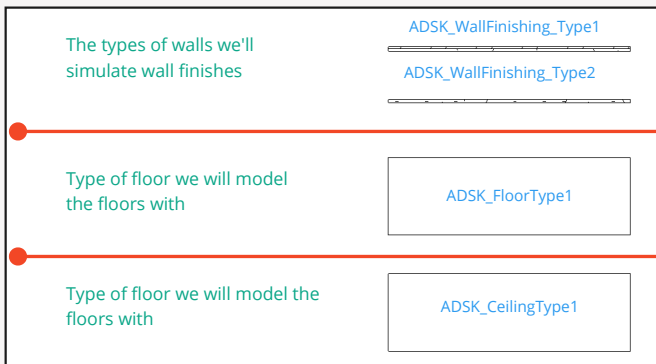 The types of walls we'll
simulate wall finishes
ADSK_WallFinishing_Type1
ADSK_WallFinishing_Type2
Type of floor we will model
the floors with
ADSK_FloorType1
Type of floor we will model the
floors with
ADSK_CeilingType1